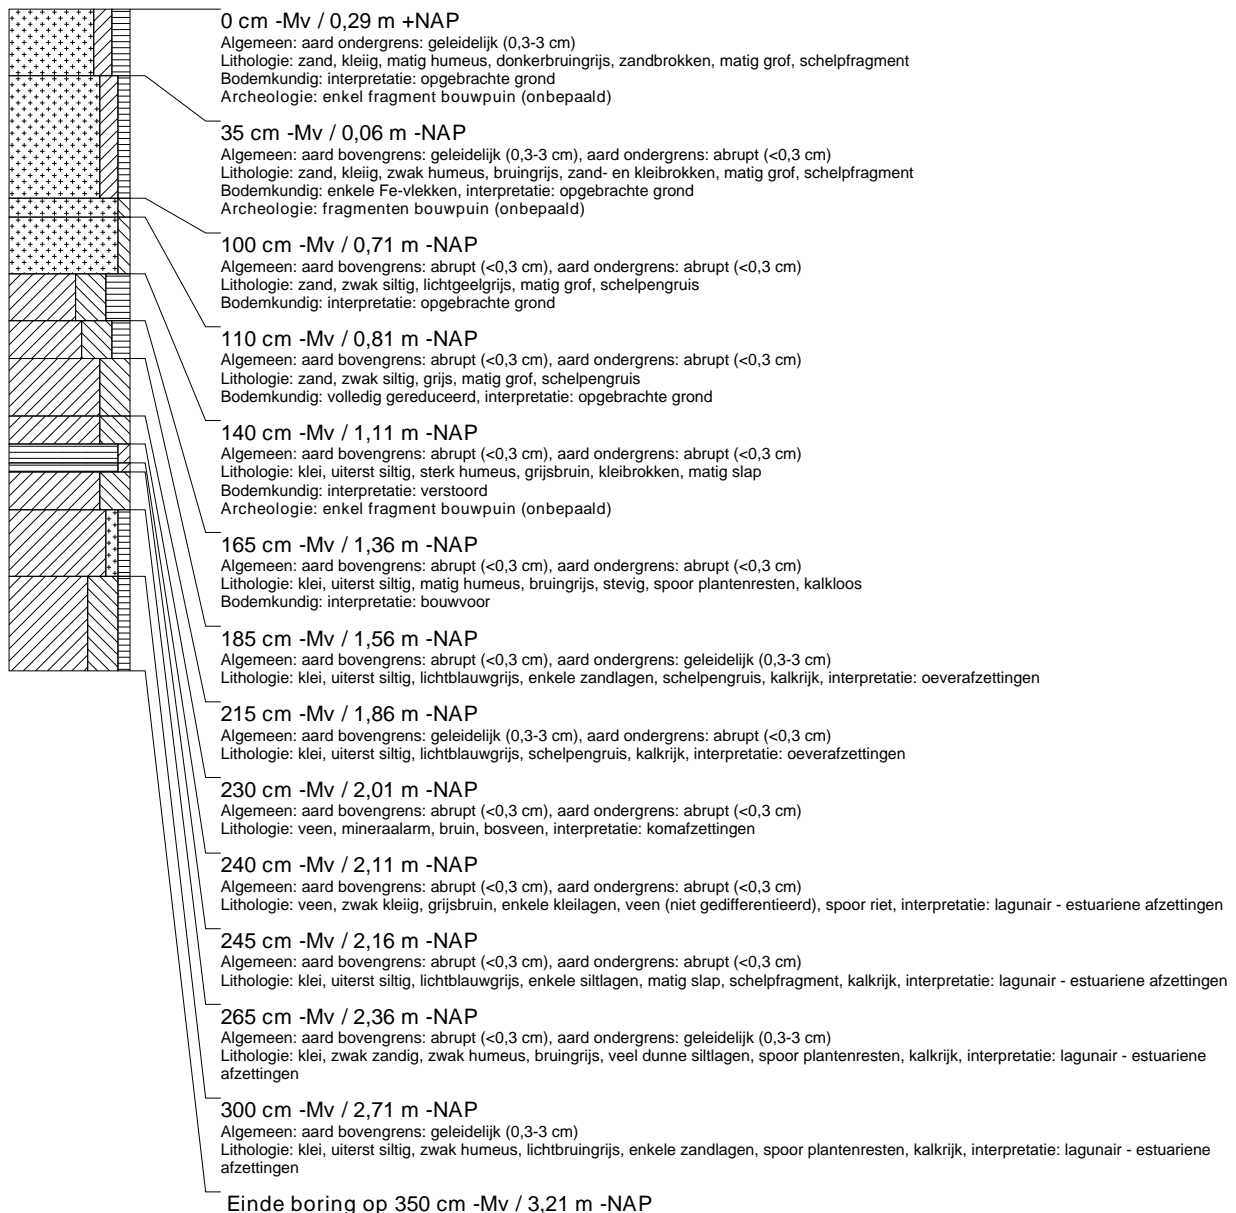 0 cm -Mv / 0,29 m +NAP
Algemeen: aard ondergrens: geleidelijk (0,3-3 cm)
Lithologie: zand, kleiig, matig humeus, donkerbruingrijs, zandbrokken, matig grof, schelpfragment
Bodemkundig: interpretatie: opgebrachte grond
Archeologie: enkel fragment bouwpuin (onbepaald)
35 cm -Mv / 0,06 m -NAP
Algemeen: aard bovengrens: geleidelijk (0,3-3 cm), aard ondergrens: abrupt (<0,3 cm)
Lithologie: zand, kleiig, zwak humeus, bruingrijs, zand- en kleibrokken, matig grof, schelpfragment
Bodemkundig: enkele Fe-vlekken, interpretatie: opgebrachte grond
Archeologie: fragmenten bouwpuin (onbepaald)
100 cm -Mv / 0,71 m -NAP
Algemeen: aard bovengrens: abrupt (<0,3 cm), aard ondergrens: abrupt (<0,3 cm)
Lithologie: zand, zwak siltig, lichtgeelgrijs, matig grof, schelpengruis
Bodemkundig: interpretatie: opgebrachte grond
110 cm -Mv / 0,81 m -NAP
Algemeen: aard bovengrens: abrupt (<0,3 cm), aard ondergrens: abrupt (<0,3 cm)
Lithologie: zand, zwak siltig, grijs, matig grof, schelpengruis
Bodemkundig: volledig gereduceerd, interpretatie: opgebrachte grond
140 cm -Mv / 1,11 m -NAP
Algemeen: aard bovengrens: abrupt (<0,3 cm), aard ondergrens: abrupt (<0,3 cm)
Lithologie: klei, uiterst siltig, sterk humeus, grijsbruin, kleibrokken, matig slap
Bodemkundig: interpretatie: verstoord
Archeologie: enkel fragment bouwpuin (onbepaald)
165 cm -Mv / 1,36 m -NAP
Algemeen: aard bovengrens: abrupt (<0,3 cm), aard ondergrens: abrupt (<0,3 cm)
Lithologie: klei, uiterst siltig, matig humeus, bruingrijs, stevig, spoor plantenresten, kalkloos
Bodemkundig: interpretatie: bouwvoor
185 cm -Mv / 1,56 m -NAP
Algemeen: aard bovengrens: abrupt (<0,3 cm), aard ondergrens: geleidelijk (0,3-3 cm)
Lithologie: klei, uiterst siltig, lichtblauwgrijs, enkele zandlagen, schelpengruis, kalkrijk, interpretatie: oeverafzettingen
215 cm -Mv / 1,86 m -NAP
Algemeen: aard bovengrens: geleidelijk (0,3-3 cm), aard ondergrens: abrupt (<0,3 cm)
Lithologie: klei, uiterst siltig, lichtblauwgrijs, schelpengruis, kalkrijk, interpretatie: oeverafzettingen
230 cm -Mv / 2,01 m -NAP
Algemeen: aard bovengrens: abrupt (<0,3 cm), aard ondergrens: abrupt (<0,3 cm)
Lithologie: veen, mineraalarm, bruin, bosveen, interpretatie: komafzettingen
240 cm -Mv / 2,11 m -NAP
Algemeen: aard bovengrens: abrupt (<0,3 cm), aard ondergrens: abrupt (<0,3 cm)
Lithologie: veen, zwak kleiig, grijsbruin, enkele kleilagen, veen (niet gedifferentieerd), spoor riet, interpretatie: lagunair - estuariene afzettingen
245 cm -Mv / 2,16 m -NAP
Algemeen: aard bovengrens: abrupt (<0,3 cm), aard ondergrens: abrupt (<0,3 cm)
Lithologie: klei, uiterst siltig, lichtblauwgrijs, enkele siltlagen, matig slap, schelpfragment, kalkrijk, interpretatie: lagunair - estuariene afzettingen
265 cm -Mv / 2,36 m -NAP
Algemeen: aard bovengrens: abrupt (<0,3 cm), aard ondergrens: geleidelijk (0,3-3 cm)
Lithologie: klei, zwak zandig, zwak humeus, bruingrijs, veel dunne siltlagen, spoor plantenresten, kalkrijk, interpretatie: lagunair - estuariene
afzettingen
300 cm -Mv / 2,71 m -NAP
Algemeen: aard bovengrens: geleidelijk (0,3-3 cm)
Lithologie: klei, uiterst siltig, zwak humeus, lichtbruingrijs, enkele zandlagen, spoor plantenresten, kalkrijk, interpretatie: lagunair - estuariene
afzettingen
Einde boring op 350 cm -Mv / 3,21 m -NAP